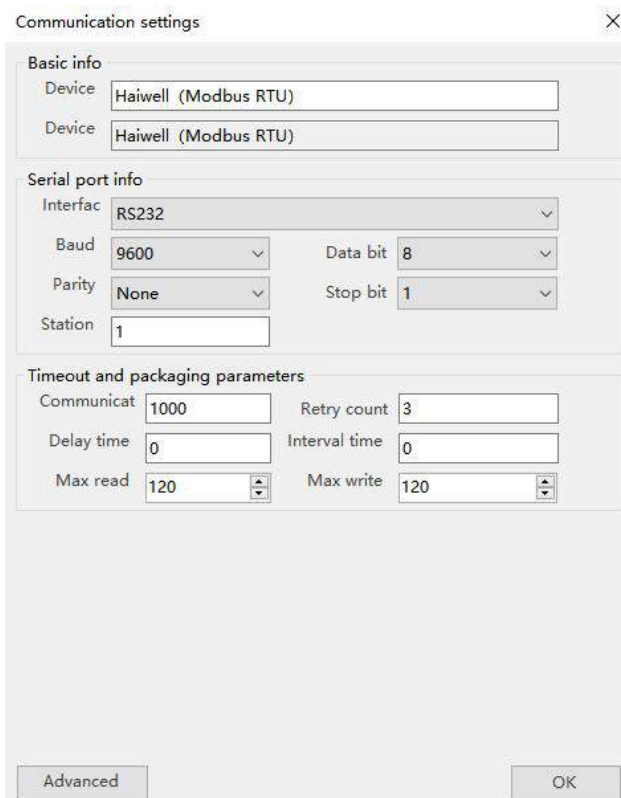 Communication settings
Basic info
Device Haiwell (Modbus RTU)
Device Haiwell (Modbus RTU)
Serial port info
Interfac RS232
Baud 9600 Data bit 8
Parity None Stop bit 1
Station 1
Timeout and packaging parameters
Communicat 1000 Retry count 3
Delay time 0 Interval time 0
Max read 120 Max write 120
Advanced OK